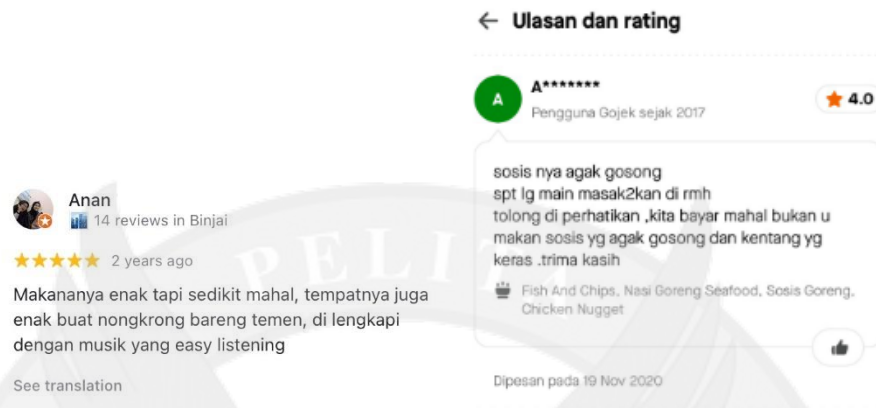 Anan
14 reviews in Binjai
2 years ago
Makananya enak tapi sedikit mahal, tempatnya juga
enak buat nongkrong bareng temen, di lengkapi
dengan musik yang easy listening
See translation
Ulasan dan rating
A
A*******
Pengguna Gojek sejak 2017
4.0
sosis nya agak gosong
spt lg main masak2kan di rmh
tolong di perhatikan ,kita bayar mahal bukan u
makan sosis yg agak gosong dan kentang yg
keras .trima kasih
Fish And Chips, Nasi Goreng Seafood, Sosis Goreng,
Chicken Nugget
Dipesan pada 19 Nov 2020
PELIT